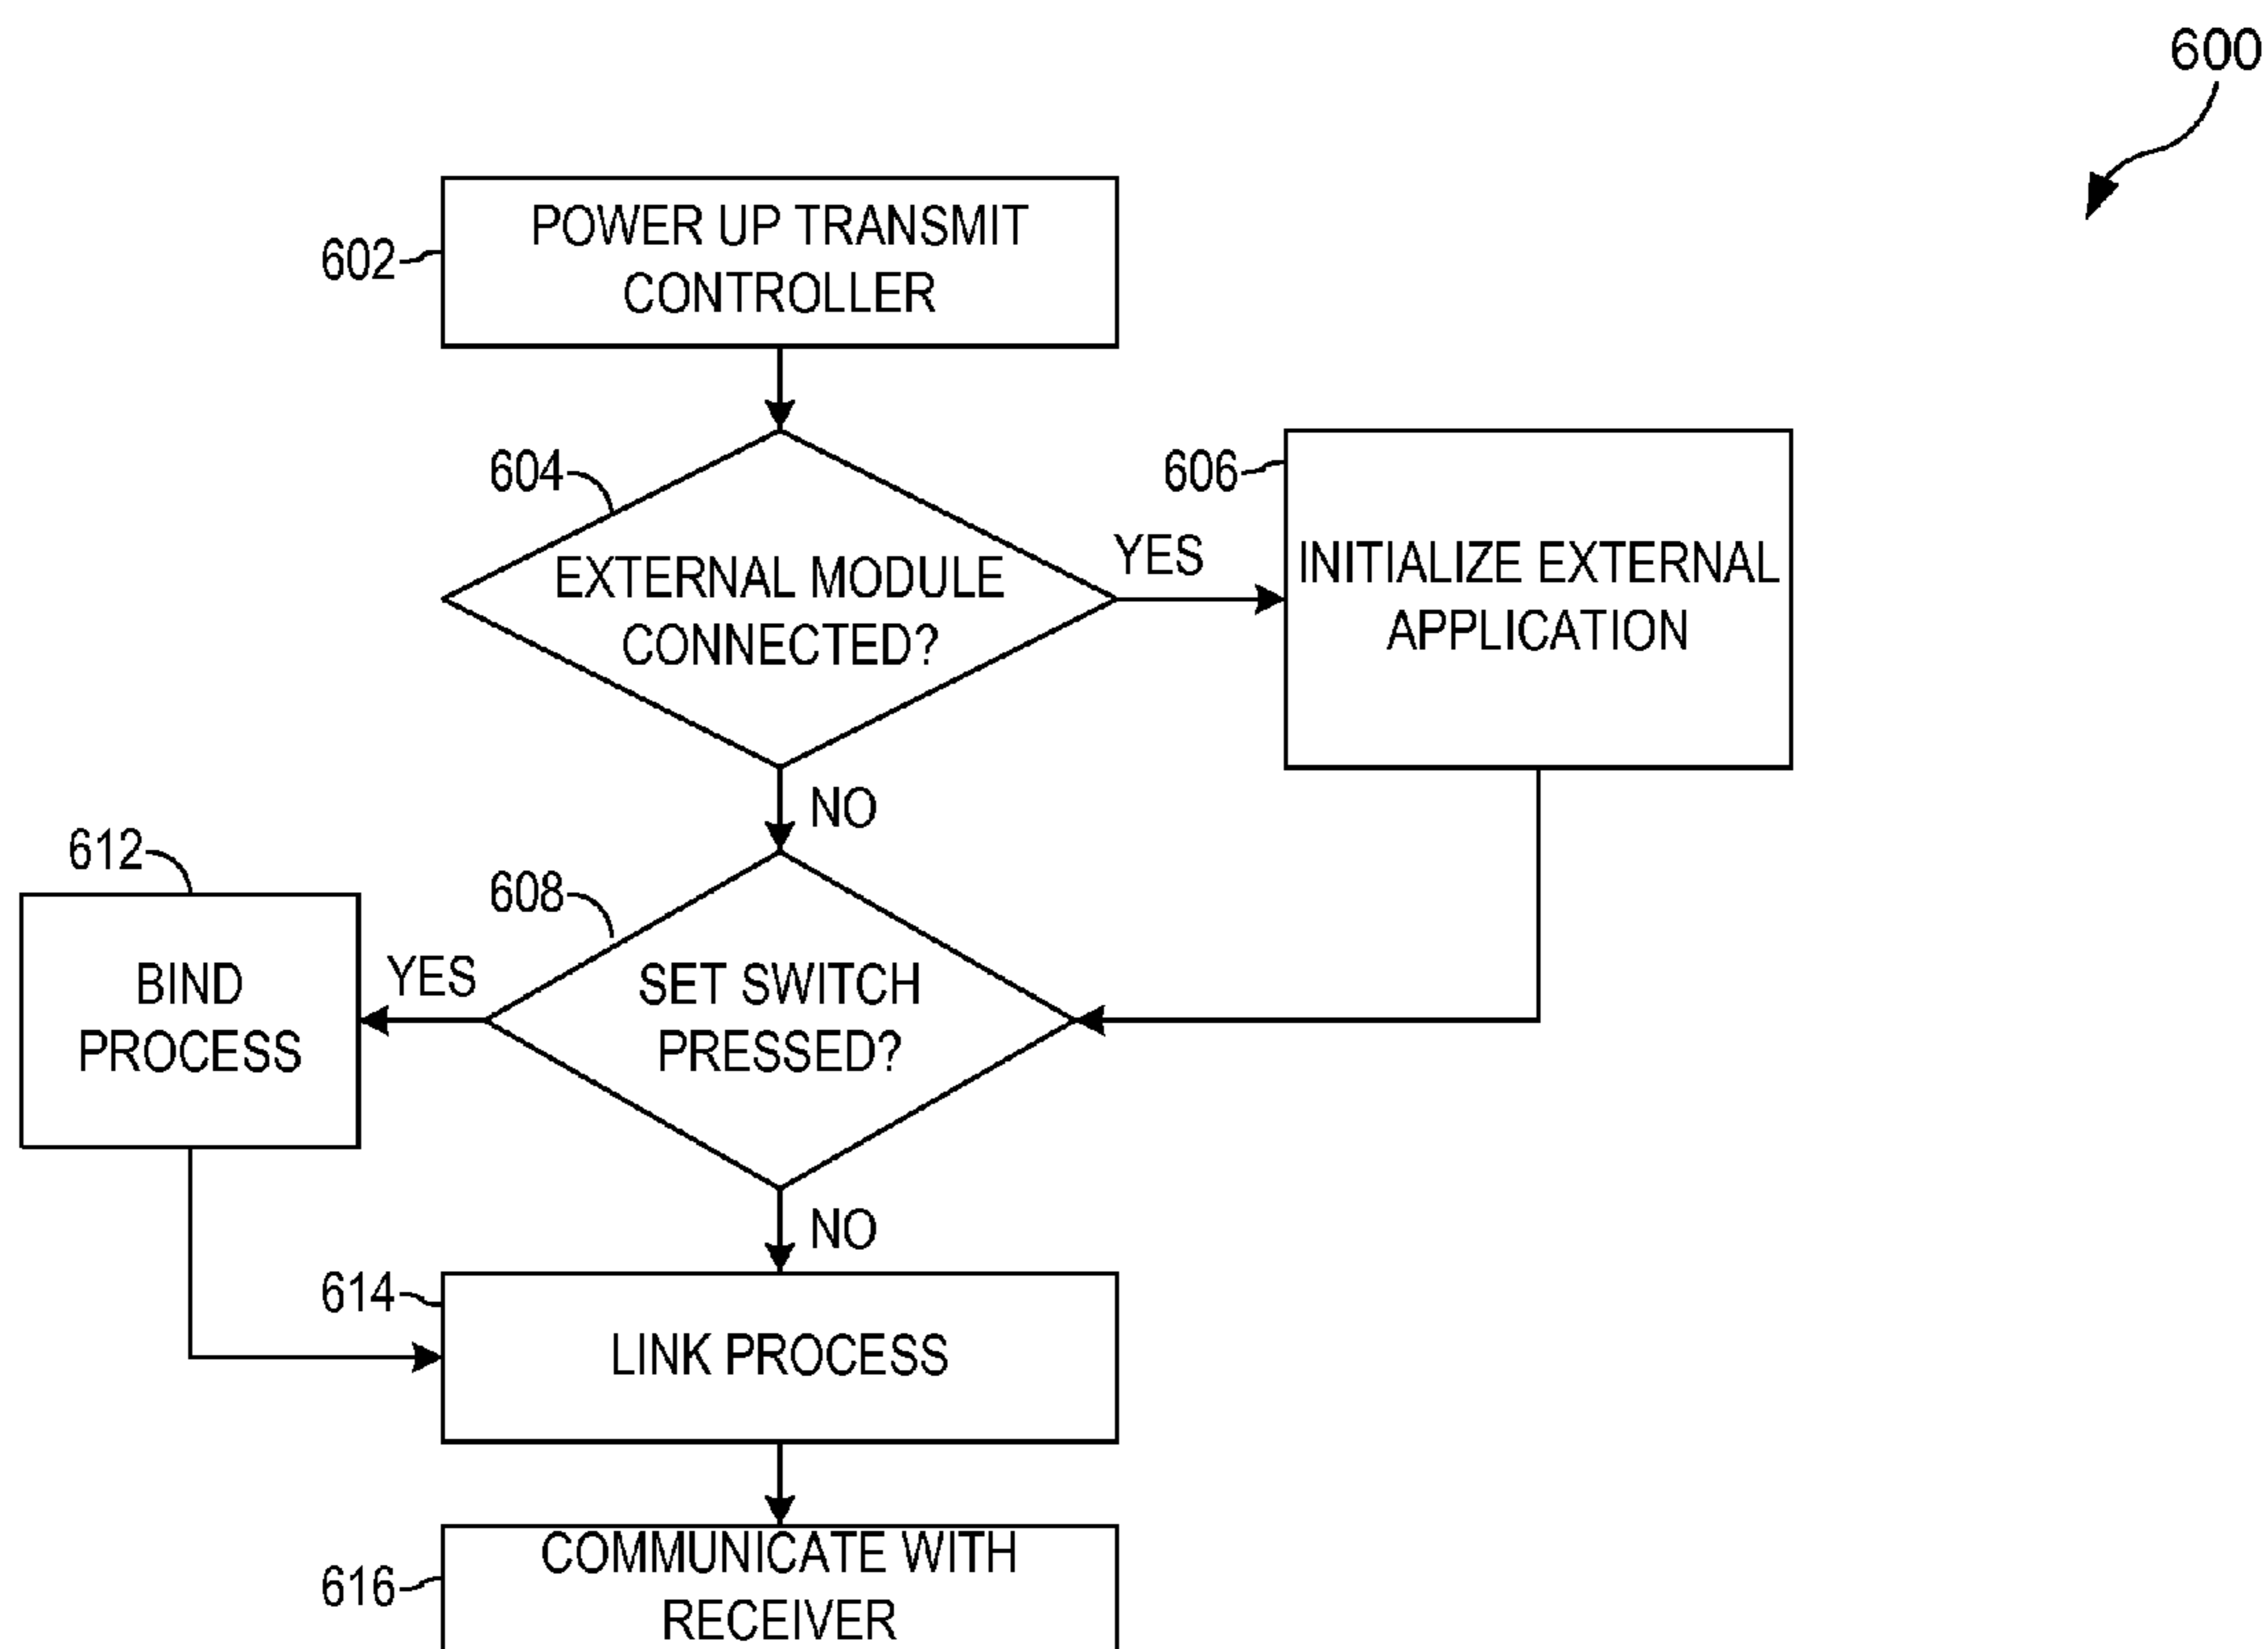 600
602
POWER UP TRANSMIT
CONTROLLER
604
EXTERNAL MODULE
CONNECTED?
YES
606
INITIALIZE EXTERNAL
APPLICATION
NO
612
BIND
PROCESS
YES
608
SET SWITCH
PRESSED?
NO
614
LINK PROCESS
616
COMMUNICATE WITH
RECEIVER